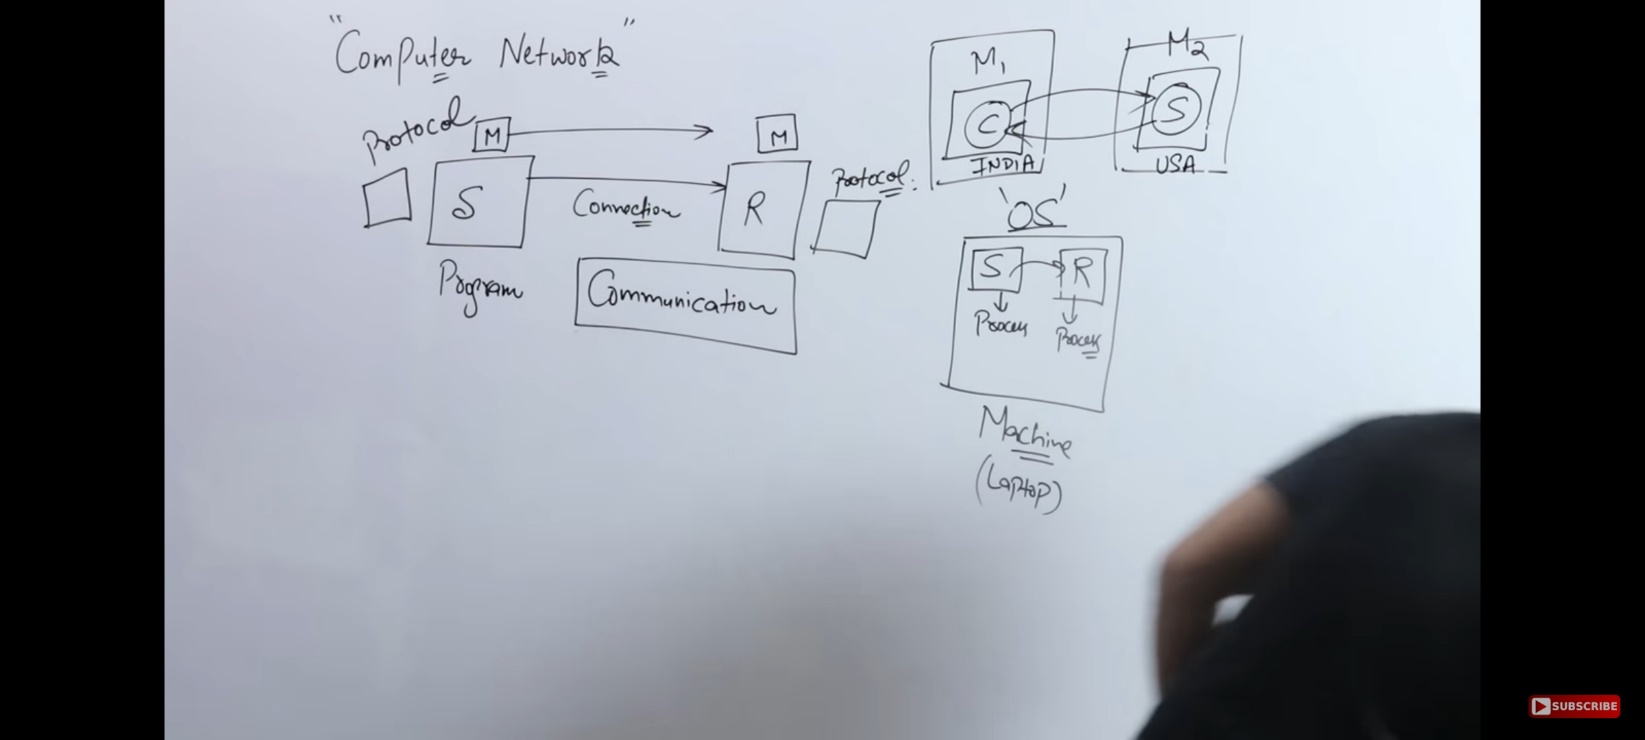 "Computer Network"
Protocol
M
M
S
Connection
R
Protocol:
Program
Communication
M1
M2
C
S
INDIA
USA
'OS'
S
R
Process
Process
Machine
(Laptop)
SUBSCRIBE